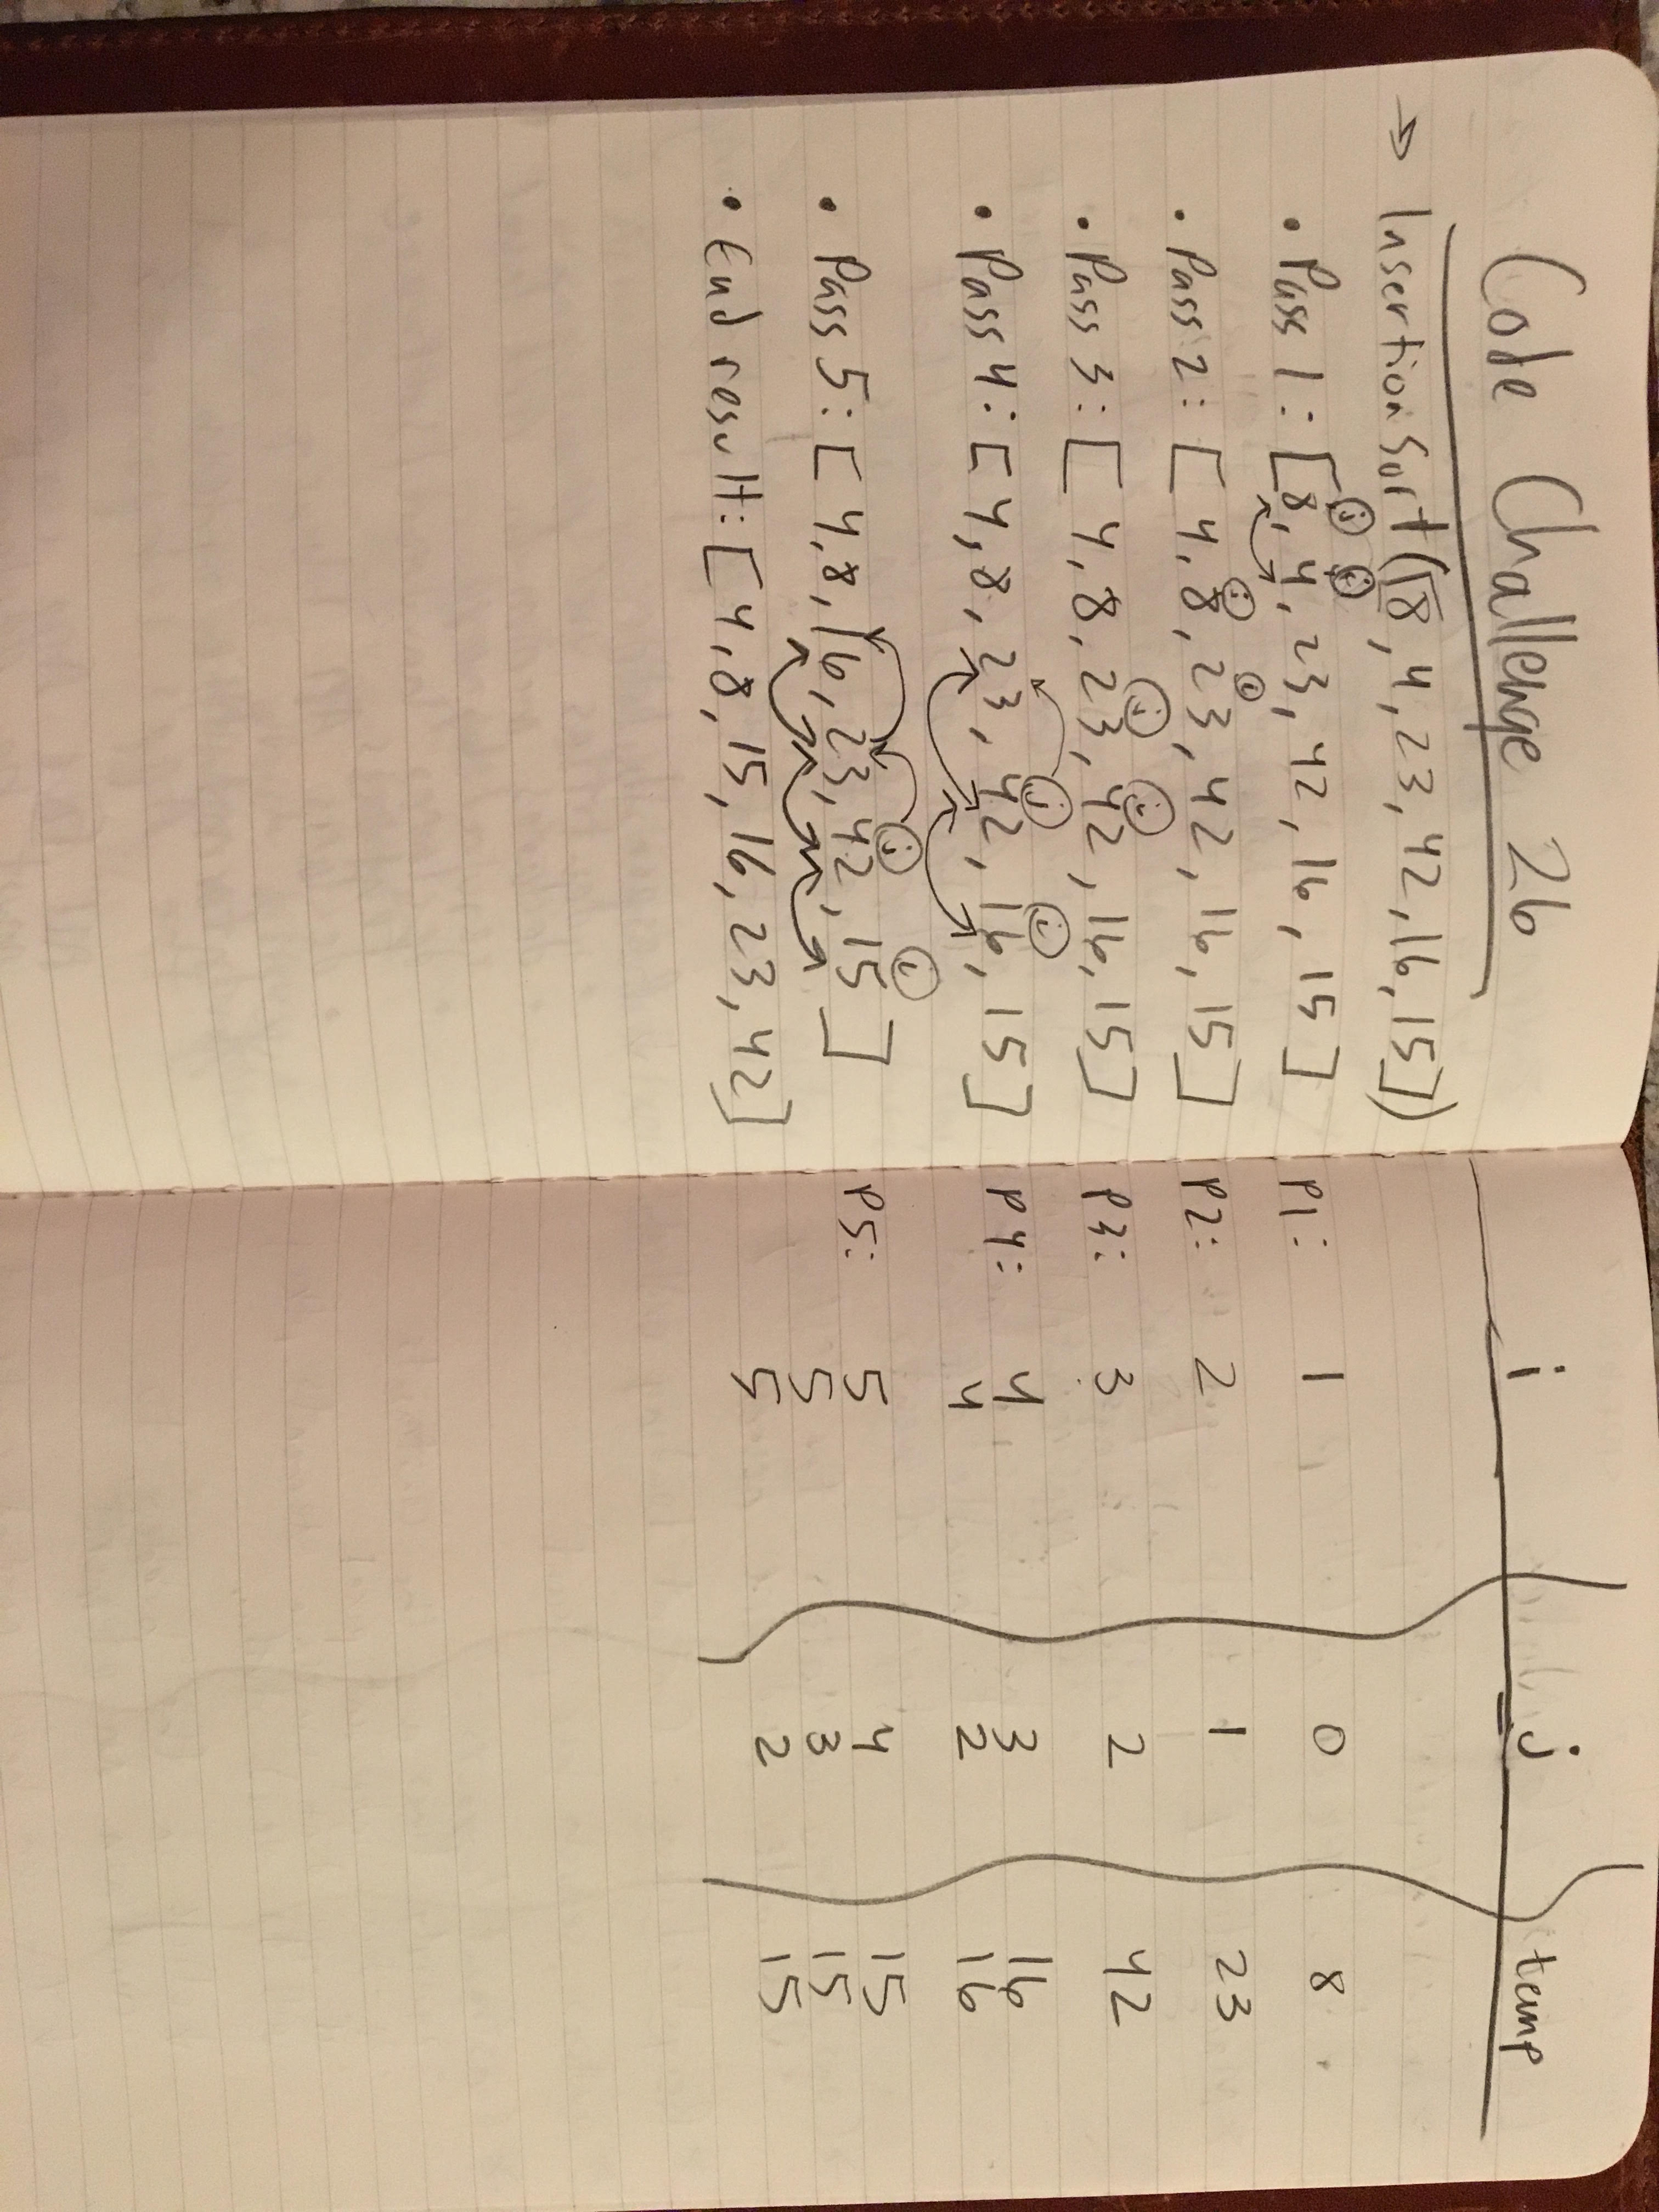 Code Challenge 26
→ InsertionSort([8, 4, 23, 42, 16, 15])
j i
• Pass 1: [8, 4, 23, 42, 16, 15]
j i
• Pass 2: [4, 8, 23, 42, 16, 15]
j i
• Pass 3: [4, 8, 23, 42, 16, 15]
j i
• Pass 4: [4, 8, 23, 42, 16, 15]
j i
• Pass 5: [4, 8, 16, 23, 42, 15]
• End result: [4, 8, 15, 16, 23, 42]
i j temp
P1: 1 0 8
P2: 2 1 23
P3: 3 2 42
P4: 4 3 16
4 2 16
P5: 5 4 15
5 3 15
5 2 15